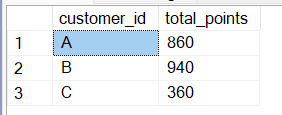 customer_id total_points
1 A 860
2 B 940
3 C 360